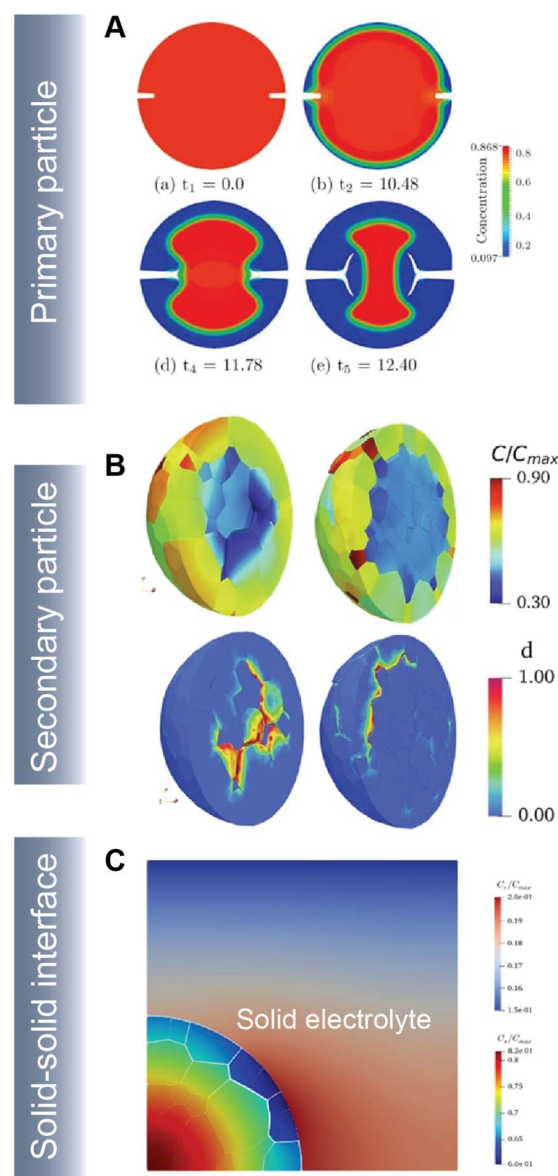 Primary particle
A
(a) t₁ = 0.0
(b) t₂ = 10.48
(d) t₄ = 11.78
(e) t₅ = 12.40
Concentration
0.868
0.8
0.6
0.4
0.2
0.097
Secondary particle
B
C/Cmax
0.90
0.30
d
1.00
0.00
Solid-solid interface
C
Solid electrolyte
2.0e-01
0.19
0.18
0.17
0.16
1.5e-01
8.2e-01
0.8
0.75
0.7
0.65
6.0e-01